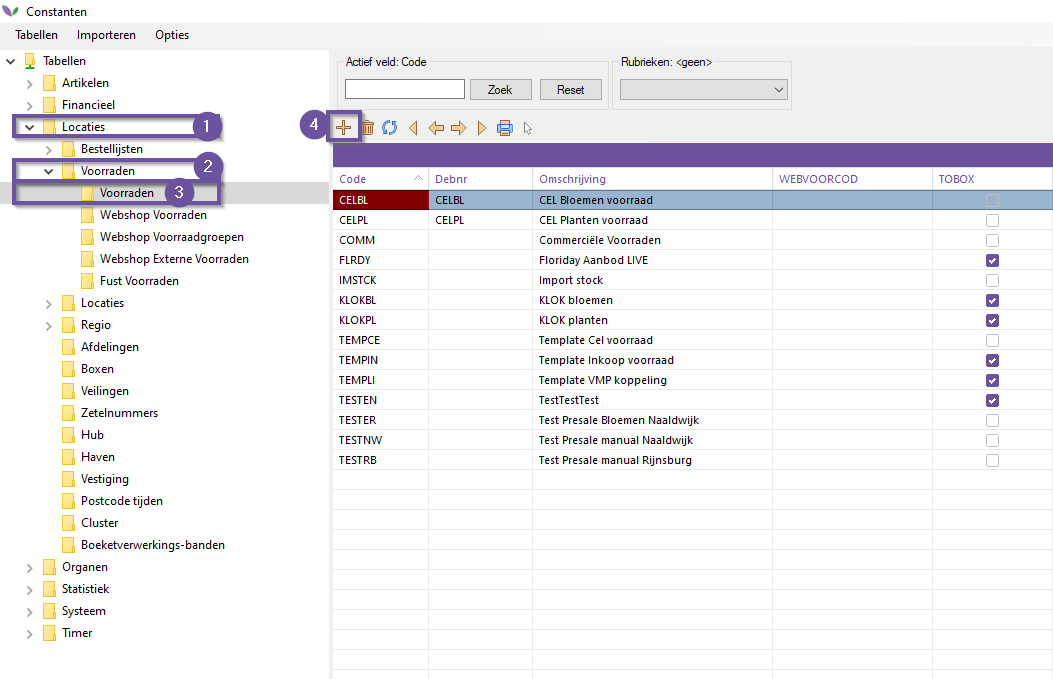 Constanten
Tabellen Importeren Opties
Tabellen
Artikelen
Financieel
Locaties 1
Bestellijsten
Voorraden 2
Voorraden 3
Webshop Voorraden
Webshop Voorraadgroepen
Webshop Externe Voorraden
Fust Voorraden
Locaties
Regio
Afdelingen
Boxen
Veilingen
Zetelnummers
Hub
Haven
Vestiging
Postcode tijden
Cluster
Boeketverwerkings-banden
Organen
Statistiek
Systeem
Timer
Actief veld: Code
Zoek Reset
Rubrieken: <geen>
4
Code Debnr Omschrijving WEBVOORCOD TOBOX
CELBL CELBL CEL Bloemen voorraad
CELPL CELPL CEL Planten voorraad
COMM Commerciële Voorraden
FLRDY Floriday Aanbod LIVE
IMSTCK Import stock
KLOKBL KLOK bloemen
KLOKPL KLOK planten
TEMPCE Template Cel voorraad
TEMPIN Template Inkoop voorraad
TEMPLI Template VMP koppeling
TESTEN TestTestTest
TESTER Test Presale Bloemen Naaldwijk
TESTNW Test Presale manual Naaldwijk
TESTRB Test Presale manual Rijnsburg